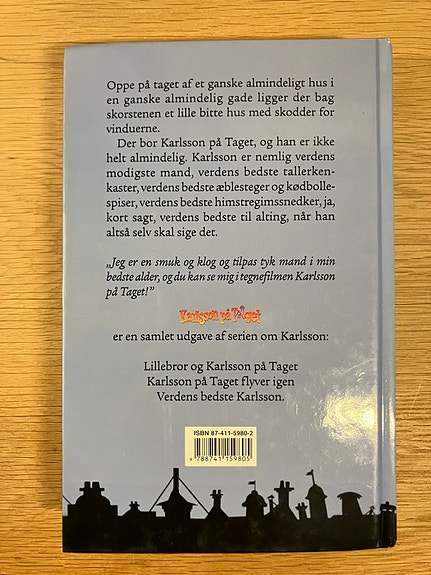 Oppe på taget af et ganske almindeligt hus i
en ganske almindelig gade ligger der bag
skorstenen et lille bitte hus med skodder for
vinduerne.
Der bor Karlsson på Taget, og han er ikke
helt almindelig. Karlsson er nemlig verdens
modigste mand, verdens bedste tallerken-
kaster, verdens bedste æblesteger og kødbolle-
spiser, verdens bedste himstregimssnedker, ja,
kort sagt, verdens bedste til alting, når han
altså selv skal sige det.
„Jeg er en smuk og klog og tilpas tyk mand i min
bedste alder, og du kan se mig i tegnefilmen Karlsson
på Taget!”
Karlsson på Taget
er en samlet udgave af serien om Karlsson:
Lillebror og Karlsson på Taget
Karlsson på Taget flyver igen
Verdens bedste Karlsson.
ISBN 87-411-5980-2
9 788741 159805